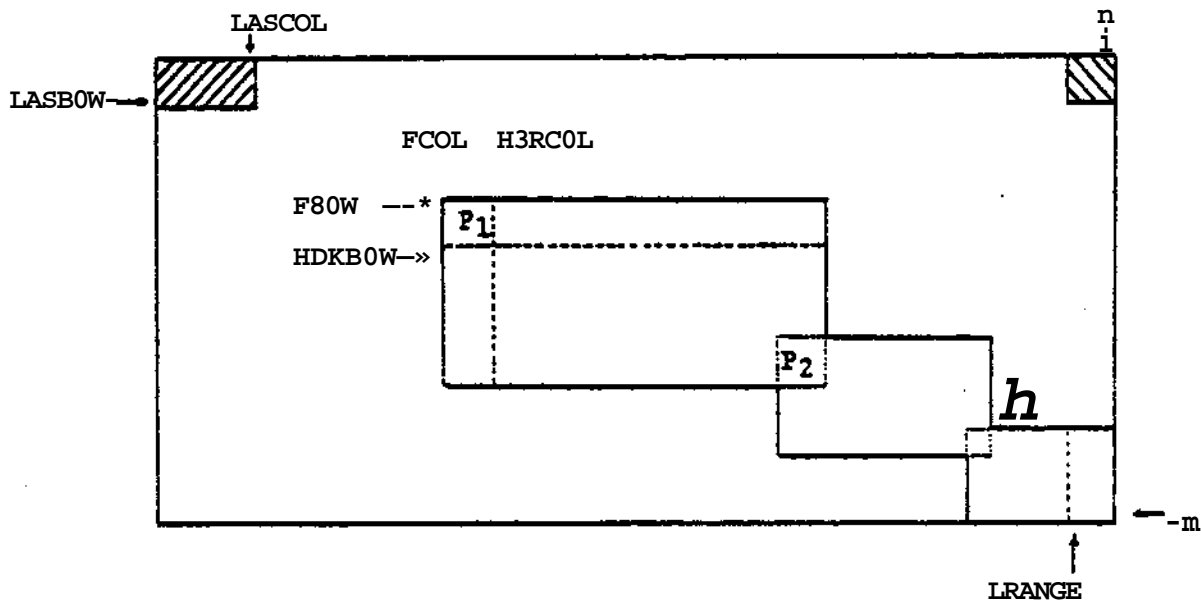 LASCOL
n
i
LASB0W
FCOL H3RC0L
F80W --*
P1
HDKB0W—»
P2
h
-m
LRANGE